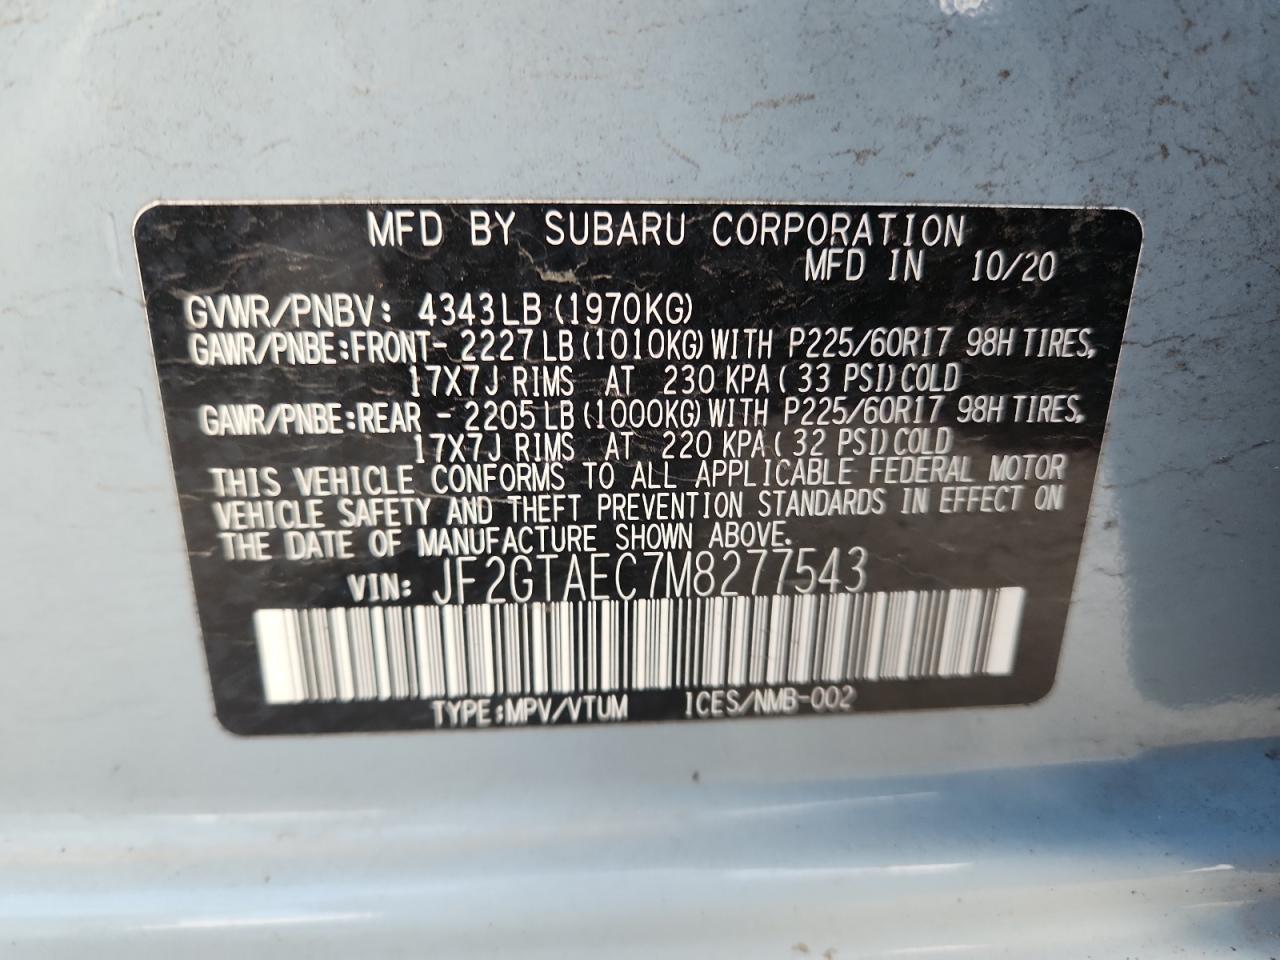 MFD BY SUBARU CORPORATION
MFD IN 10/20
GVWR/PNBV: 4343LB (1970KG)
GAWR/PNBE:FRONT- 2227 LB (1010KG) WITH P225/60R17 98H TIRES,
17X7J RIMS AT 230 KPA ( 33 PSI) COLD
GAWR/PNBE:REAR - 2205 LB (1000KG) WITH P225/60R17 98H TIRES,
17X7J RIMS AT 220 KPA ( 32 PSI) COLD
THIS VEHICLE CONFORMS TO ALL APPLICABLE FEDERAL MOTOR
VEHICLE SAFETY AND THEFT PREVENTION STANDARDS IN EFFECT ON
THE DATE OF MANUFACTURE SHOWN ABOVE.
VIN: JF2GTAEC7M8277543
TYPE:MPV/VTUM ICES/NMB-002